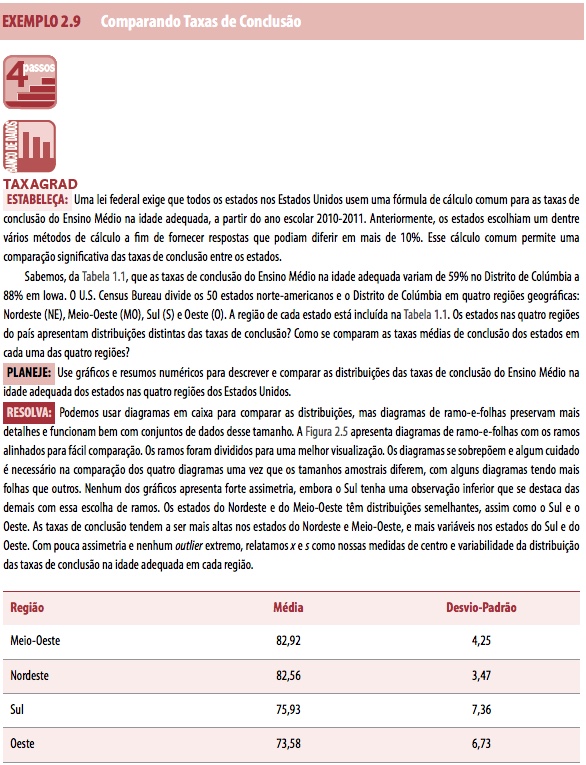 EXEMPLO 2.9 Comparando Taxas de Conclusão
4 passos
BANCO DE DADOS
TAXAGRAD
ESTABELEÇA: Uma lei federal exige que todos os estados nos Estados Unidos usem uma fórmula de cálculo comum para as taxas de
conclusão do Ensino Médio na idade adequada, a partir do ano escolar 2010-2011. Anteriormente, os estados escolhiam um dentre
vários métodos de cálculo a fim de fornecer respostas que podiam diferir em mais de 10%. Esse cálculo comum permite uma
comparação significativa das taxas de conclusão entre os estados.
Sabemos, da Tabela 1.1, que as taxas de conclusão do Ensino Médio na idade adequada variam de 59% no Distrito de Colúmbia a
88% em Iowa. O U.S. Census Bureau divide os 50 estados norte-americanos e o Distrito de Colúmbia em quatro regiões geográficas:
Nordeste (NE), Meio-Oeste (MO), Sul (S) e Oeste (O). A região de cada estado está incluída na Tabela 1.1. Os estados nas quatro regiões
do país apresentam distribuições distintas das taxas de conclusão? Como se comparam as taxas médias de conclusão dos estados em
cada uma das quatro regiões?
PLANEJE: Use gráficos e resumos numéricos para descrever e comparar as distribuições das taxas de conclusão do Ensino Médio na
idade adequada dos estados nas quatro regiões dos Estados Unidos.
RESOLVA: Podemos usar diagramas em caixa para comparar as distribuições, mas diagramas de ramo-e-folhas preservam mais
detalhes e funcionam bem com conjuntos de dados desse tamanho. A Figura 2.5 apresenta diagramas de ramo-e-folhas com os ramos
alinhados para fácil comparação. Os ramos foram divididos para uma melhor visualização. Os diagramas se sobrepõem e algum cuidado
é necessário na comparação dos quatro diagramas uma vez que os tamanhos amostrais diferem, com alguns diagramas tendo mais
folhas que outros. Nenhum dos gráficos apresenta forte assimetria, embora o Sul tenha uma observação inferior que se destaca das
demais com essa escolha de ramos. Os estados do Nordeste e do Meio-Oeste têm distribuições semelhantes, assim como o Sul e o
Oeste. As taxas de conclusão tendem a ser mais altas nos estados do Nordeste e Meio-Oeste, e mais variáveis nos estados do Sul e do
Oeste. Com pouca assimetria e nenhum outlier extremo, relatamos x e s como nossas medidas de centro e variabilidade da distribuição
das taxas de conclusão na idade adequada em cada região.
Região Média Desvio-Padrão
Meio-Oeste 82,92 4,25
Nordeste 82,56 3,47
Sul 75,93 7,36
Oeste 73,58 6,73